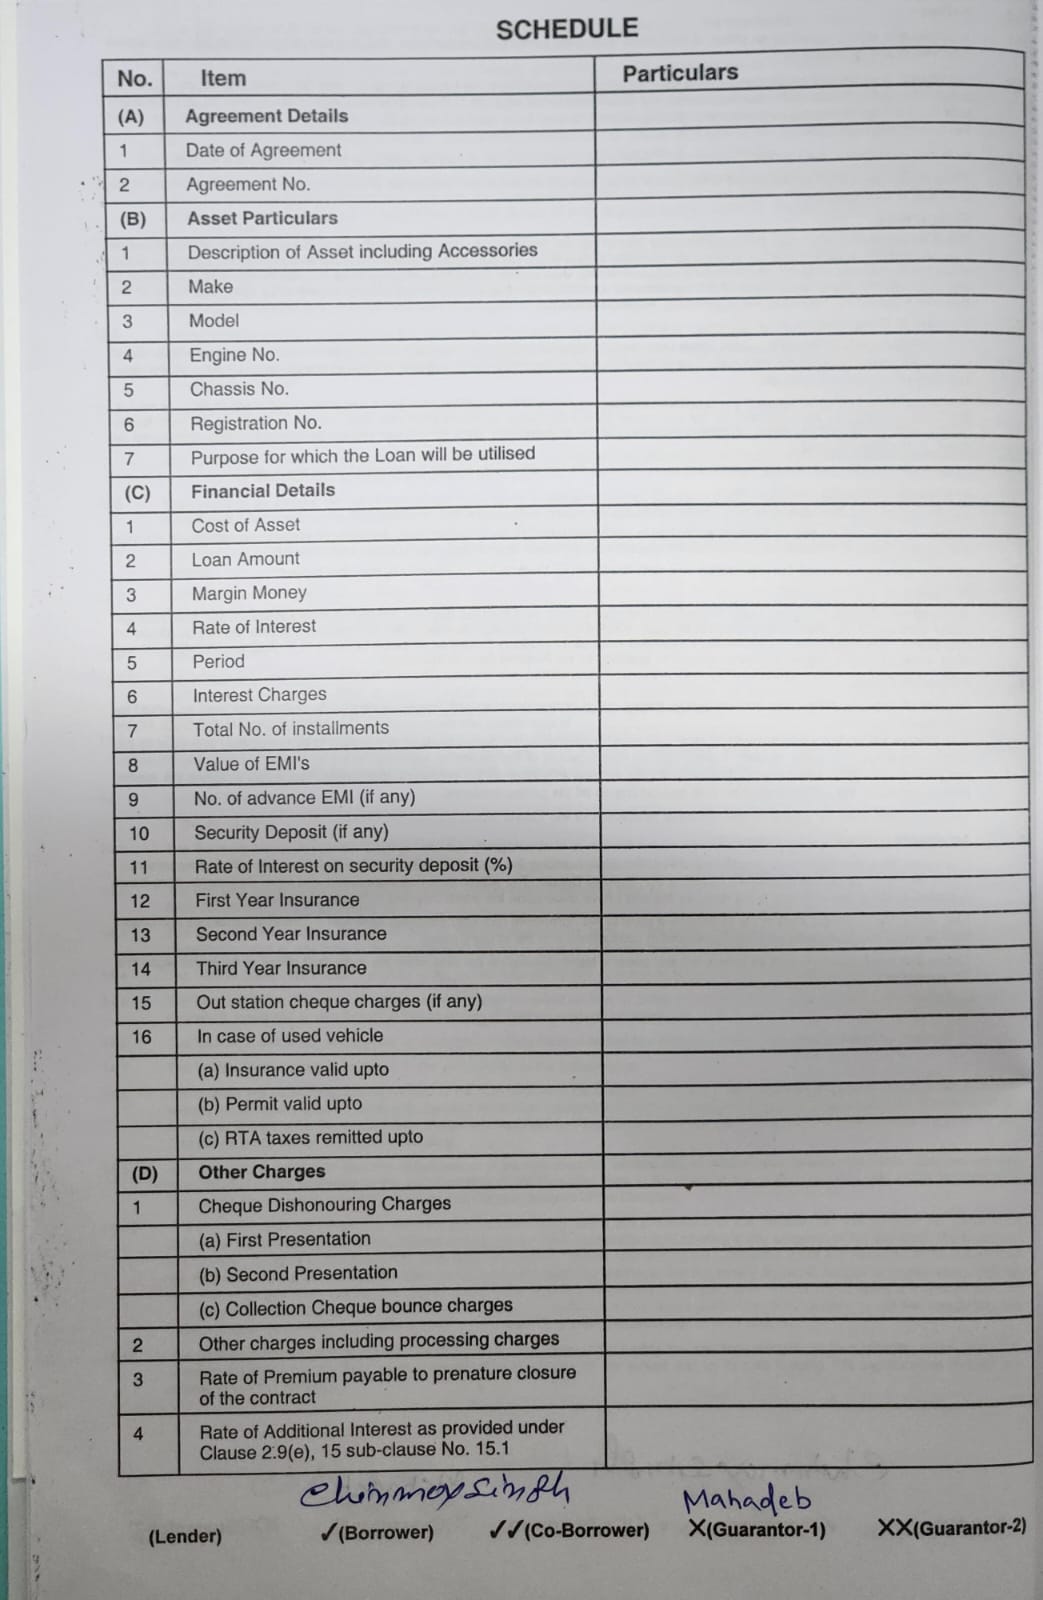 SCHEDULE
No. Item Particulars
(A) Agreement Details
1 Date of Agreement
2 Agreement No.
(B) Asset Particulars
1 Description of Asset including Accessories
2 Make
3 Model
4 Engine No.
5 Chassis No.
6 Registration No.
7 Purpose for which the Loan will be utilised
(C) Financial Details
1 Cost of Asset
2 Loan Amount
3 Margin Money
4 Rate of Interest
5 Period
6 Interest Charges
7 Total No. of installments
8 Value of EMI's
9 No. of advance EMI (if any)
10 Security Deposit (if any)
11 Rate of Interest on security deposit (%)
12 First Year Insurance
13 Second Year Insurance
14 Third Year Insurance
15 Out station cheque charges (if any)
16 In case of used vehicle
(a) Insurance valid upto
(b) Permit valid upto
(c) RTA taxes remitted upto
(D) Other Charges
1 Cheque Dishonouring Charges
(a) First Presentation
(b) Second Presentation
(c) Collection Cheque bounce charges
2 Other charges including processing charges
3 Rate of Premium payable to prenature closure
of the contract
4 Rate of Additional Interest as provided under
Clause 2.9(e), 15 sub-clause No. 15.1
Chinmoy Singh Mahadeb
(Lender) ✓(Borrower) ✓✓(Co-Borrower) X(Guarantor-1) XX(Guarantor-2)